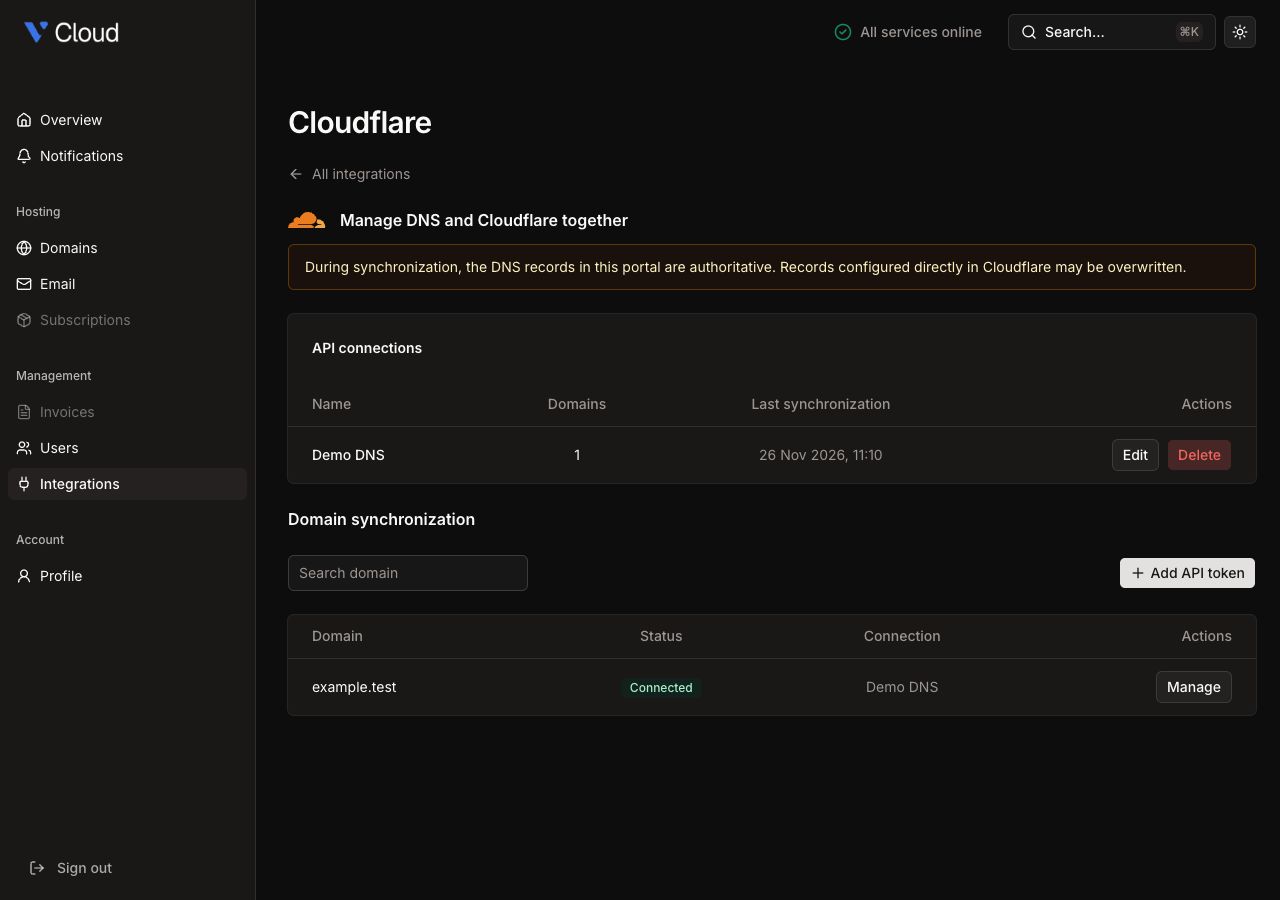 Cloud
All services online
Search...
⌘K
Overview
Notifications
Hosting
Domains
Email
Subscriptions
Management
Invoices
Users
Integrations
Account
Profile
Sign out
Cloudflare
All integrations
Manage DNS and Cloudflare together
During synchronization, the DNS records in this portal are authoritative. Records configured directly in Cloudflare may be overwritten.
API connections
Name Domains Last synchronization Actions
Demo DNS 1 26 Nov 2026, 11:10 Edit Delete
Domain synchronization
Search domain
Add API token
Domain Status Connection Actions
example.test Connected Demo DNS Manage